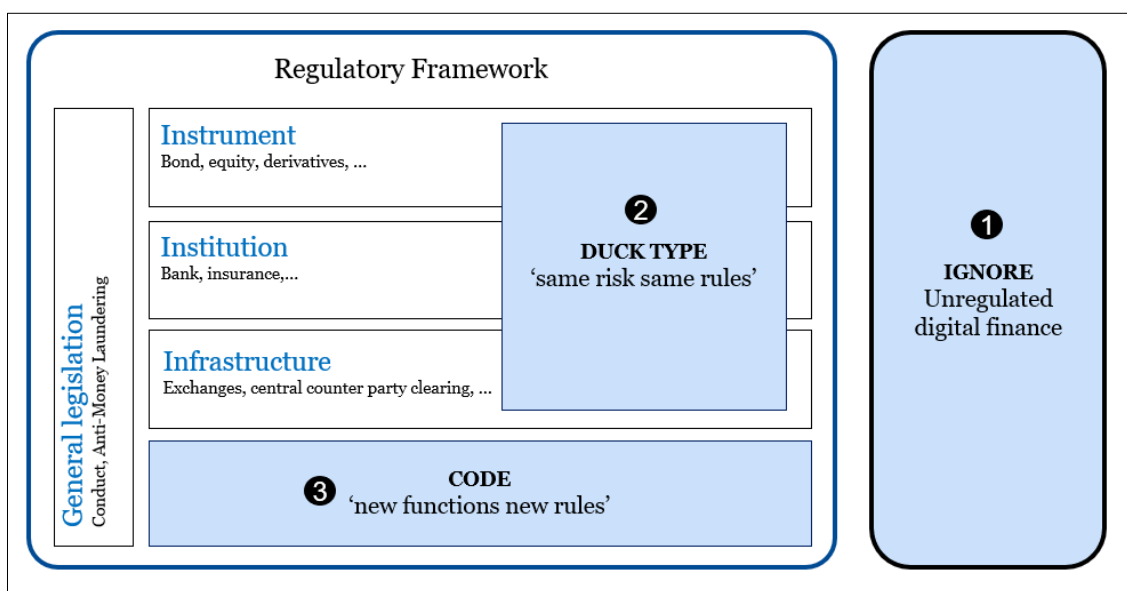 Regulatory Framework
General legislation
Conduct, Anti-Money Laundering
Instrument
Bond, equity, derivatives, ...
Institution
Bank, insurance,...
Infrastructure
Exchanges, central counter party clearing, ...
2
DUCK TYPE
‘same risk same rules’
3
CODE
‘new functions new rules’
1
IGNORE
Unregulated
digital finance